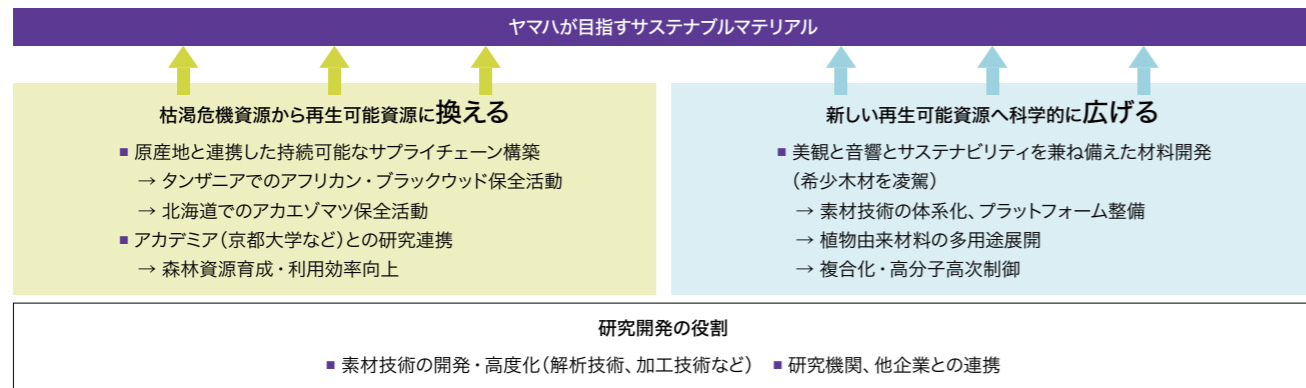 ヤマハが目指すサステナブルマテリアル
枯渇危機資源から再生可能資源に換える
■ 原産地と連携した持続可能なサプライチェーン構築
→ タンザニアでのアフリカン・ブラックウッド保全活動
→ 北海道でのアカエゾマツ保全活動
■ アカデミア(京都大学など)との研究連携
→ 森林資源育成・利用効率向上
新しい再生可能資源へ科学的に広げる
■ 美観と音響とサステナビリティを兼ね備えた材料開発
(希少木材を凌駕)
→ 素材技術の体系化、プラットフォーム整備
→ 植物由来材料の多用途展開
→ 複合化・高分子高次制御
研究開発の役割
■ 素材技術の開発・高度化(解析技術、加工技術など) ■ 研究機関、他企業との連携